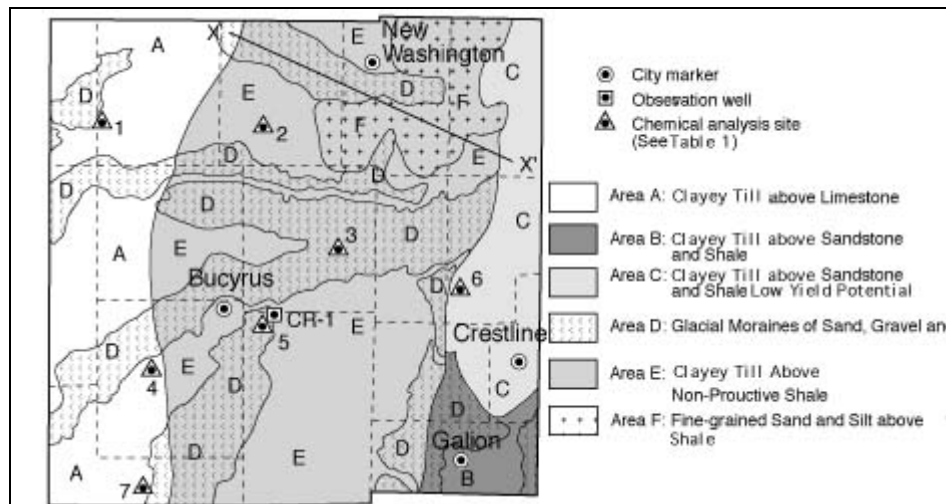 A
X
E
New
Washington
C
D
E
D
F
1
2
F
E
D
X'
D
D
C
D
D
3
A
E
6
Bucyrus
D
CR-1
5
E
Crestline
D
E
D
C
4
D
D
D
E
Galion
A
B
7
City marker
Observation well
Chemical analysis site
(See Table 1)
Area A: Clayey Till above Limestone
Area B: Clayey Till above Sandstone
and Shale
Area C: Clayey Till above Sandstone
and Shale Low Yield Potential
Area D: Glacial Moraines of Sand, Gravel and
Area E: Clayey Till Above
Non-Prouctive Shale
Area F: Fine-grained Sand and Silt above
Shale